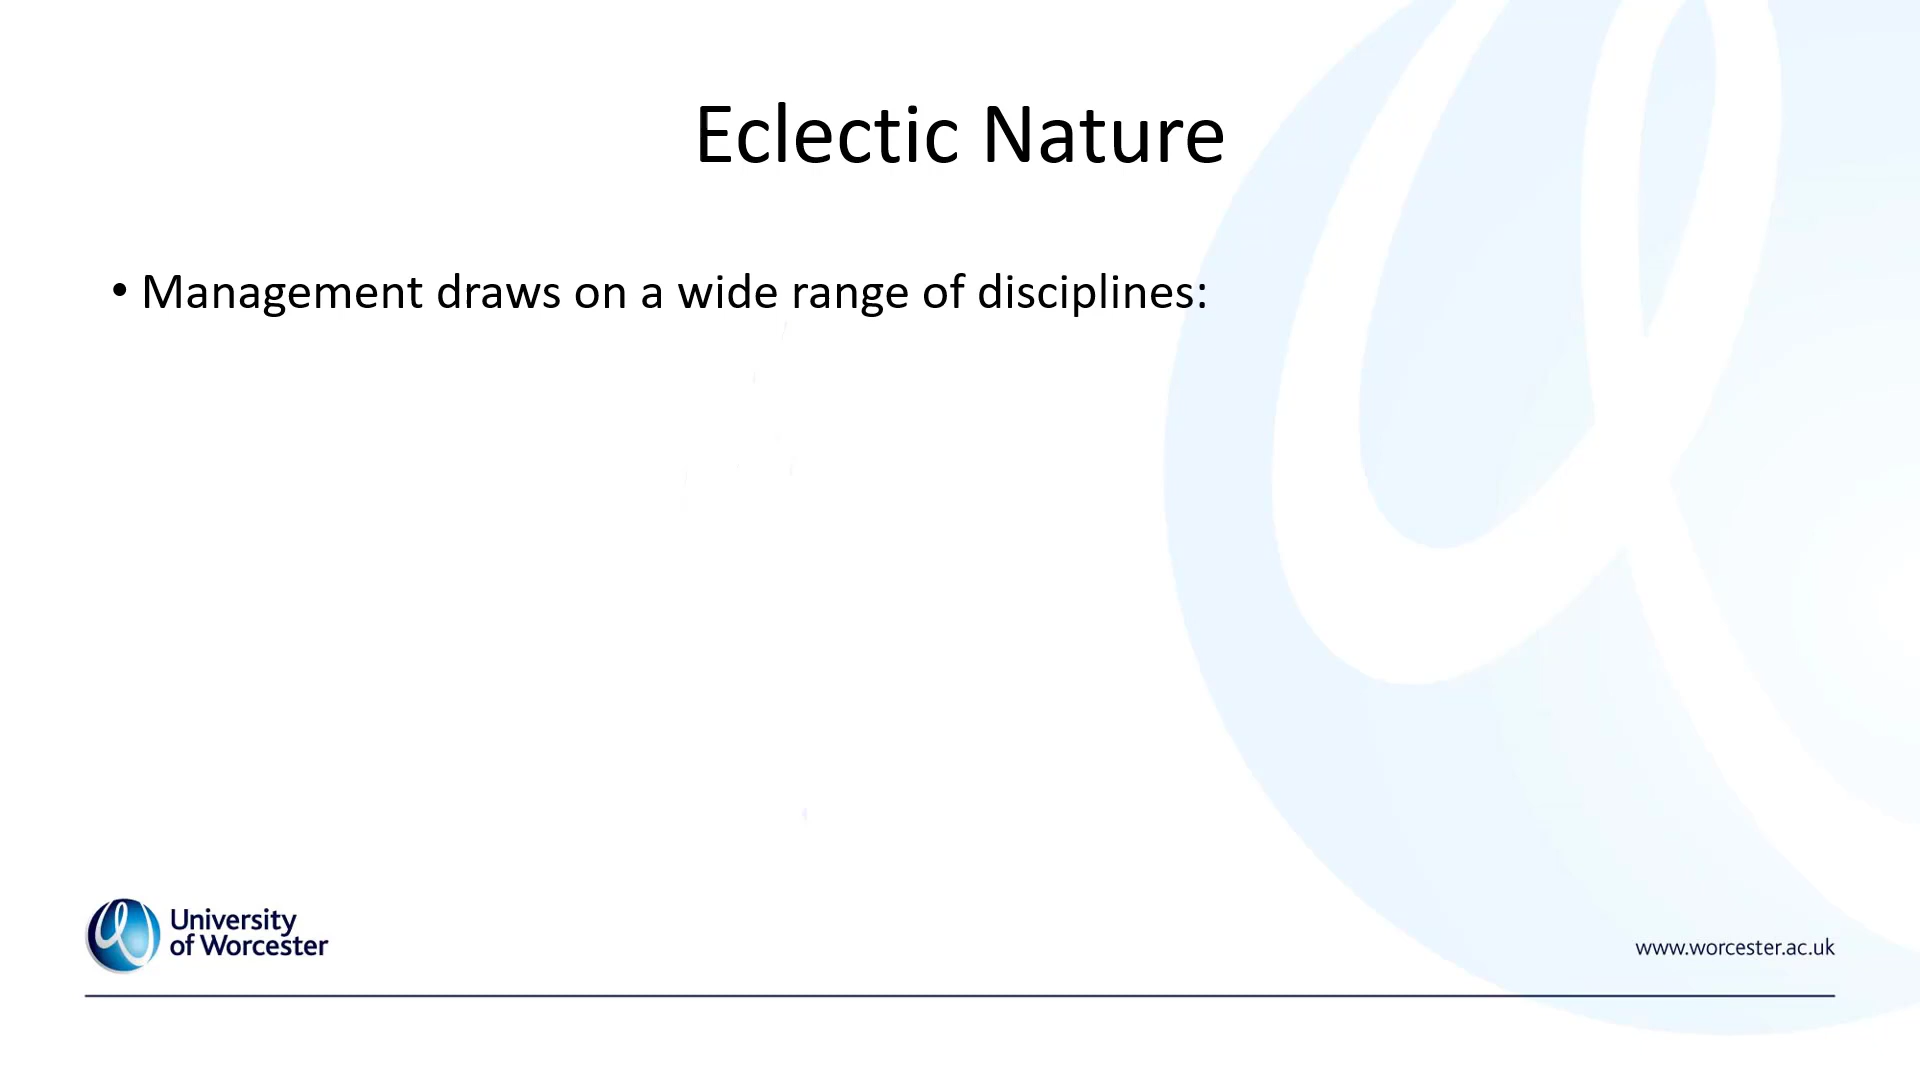 Eclectic Nature
• Management draws on a wide range of disciplines:
University
of Worcester
www.worcester.ac.uk